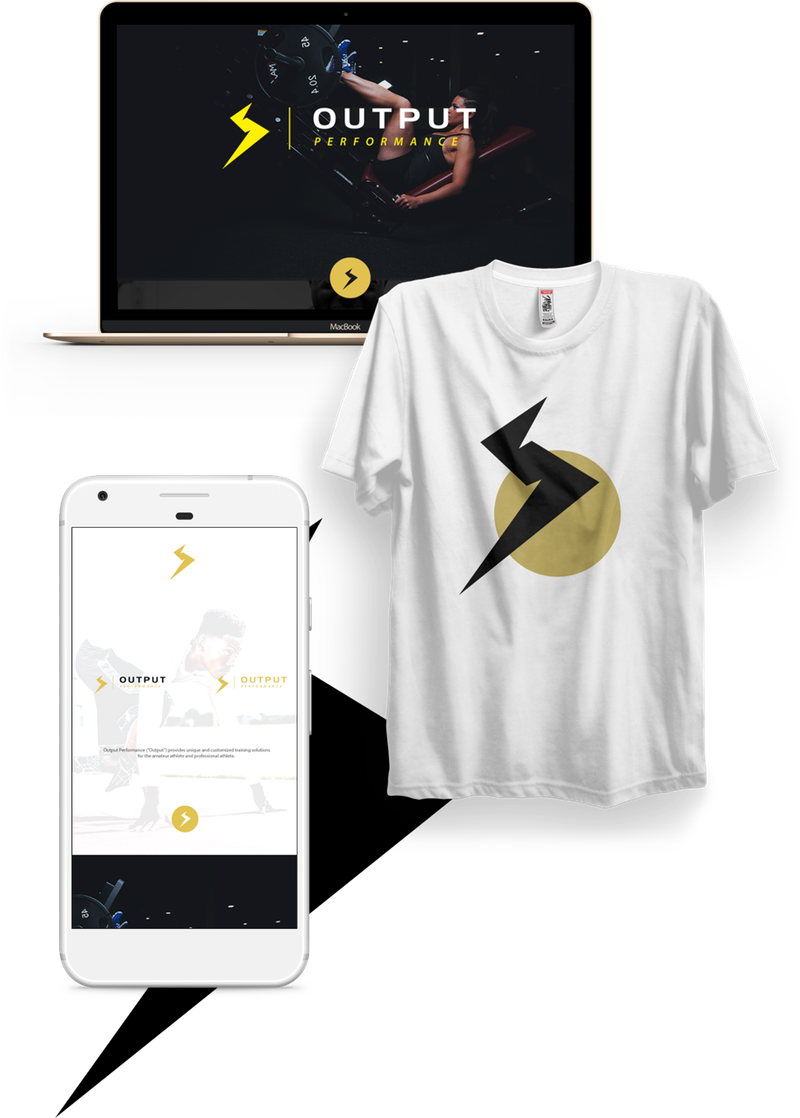 OUTPUT
PERFORMANCE
MacBook
OUTPUT
PERFORMANCE
OUTPUT
PERFORMANCE
Output Performance ("Output") provides unique and customized training solutions
for the amateur athlete and professional athlete.
45